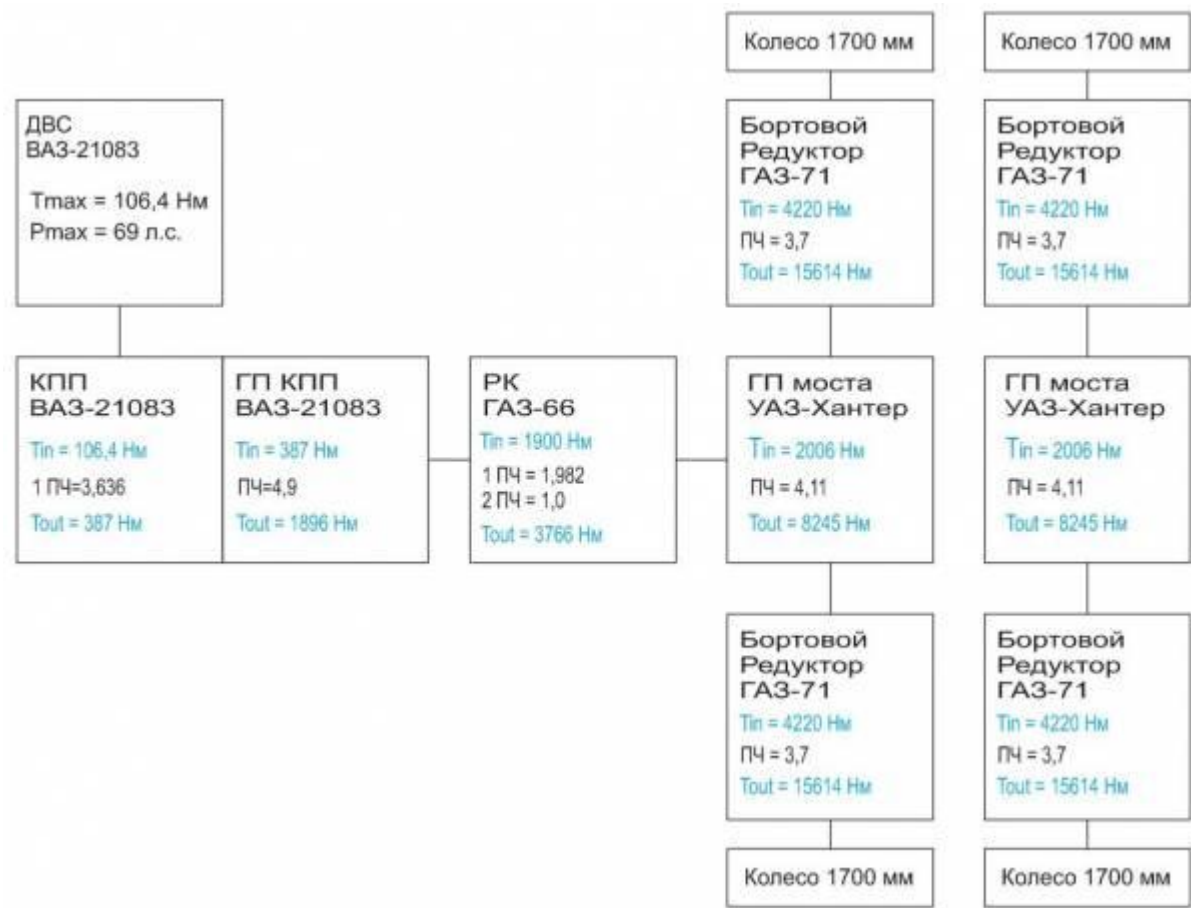 Колесо 1700 мм
Колесо 1700 мм
ДВС
ВАЗ-21083
Tmax = 106,4 Нм
Pmax = 69 л.с.
Бортовой
Редуктор
ГАЗ-71
Tin = 4220 Нм
ПЧ = 3,7
Tout = 15614 Нм
Бортовой
Редуктор
ГАЗ-71
Tin = 4220 Нм
ПЧ = 3,7
Tout = 15614 Нм
КПП
ВАЗ-21083
Tin = 106,4 Нм
1 ПЧ=3,636
Tout = 387 Нм
ГП КПП
ВАЗ-21083
Tin = 387 Нм
ПЧ=4,9
Tout = 1896 Нм
РК
ГАЗ-66
Tin = 1900 Нм
1 ПЧ = 1,982
2 ПЧ = 1,0
Tout = 3766 Нм
ГП моста
УАЗ-Хантер
Tin = 2006 Нм
ПЧ = 4,11
Tout = 8245 Нм
ГП моста
УАЗ-Хантер
Tin = 2006 Нм
ПЧ = 4,11
Tout = 8245 Нм
Бортовой
Редуктор
ГАЗ-71
Tin = 4220 Нм
ПЧ = 3,7
Tout = 15614 Нм
Бортовой
Редуктор
ГАЗ-71
Tin = 4220 Нм
ПЧ = 3,7
Tout = 15614 Нм
Колесо 1700 мм
Колесо 1700 мм